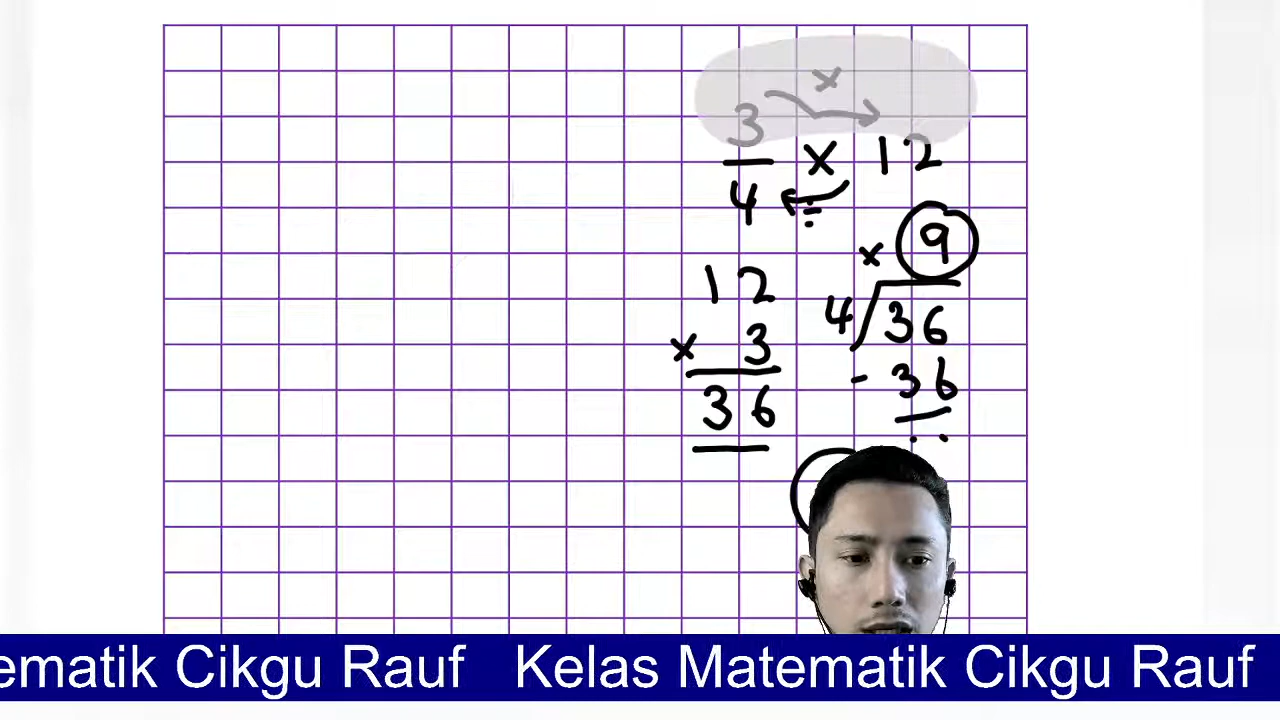 x
3
x 12
4
÷
x 9
12
4 36
x 3
36
- 36
ematik Cikgu Rauf Kelas Matematik Cikgu Rauf